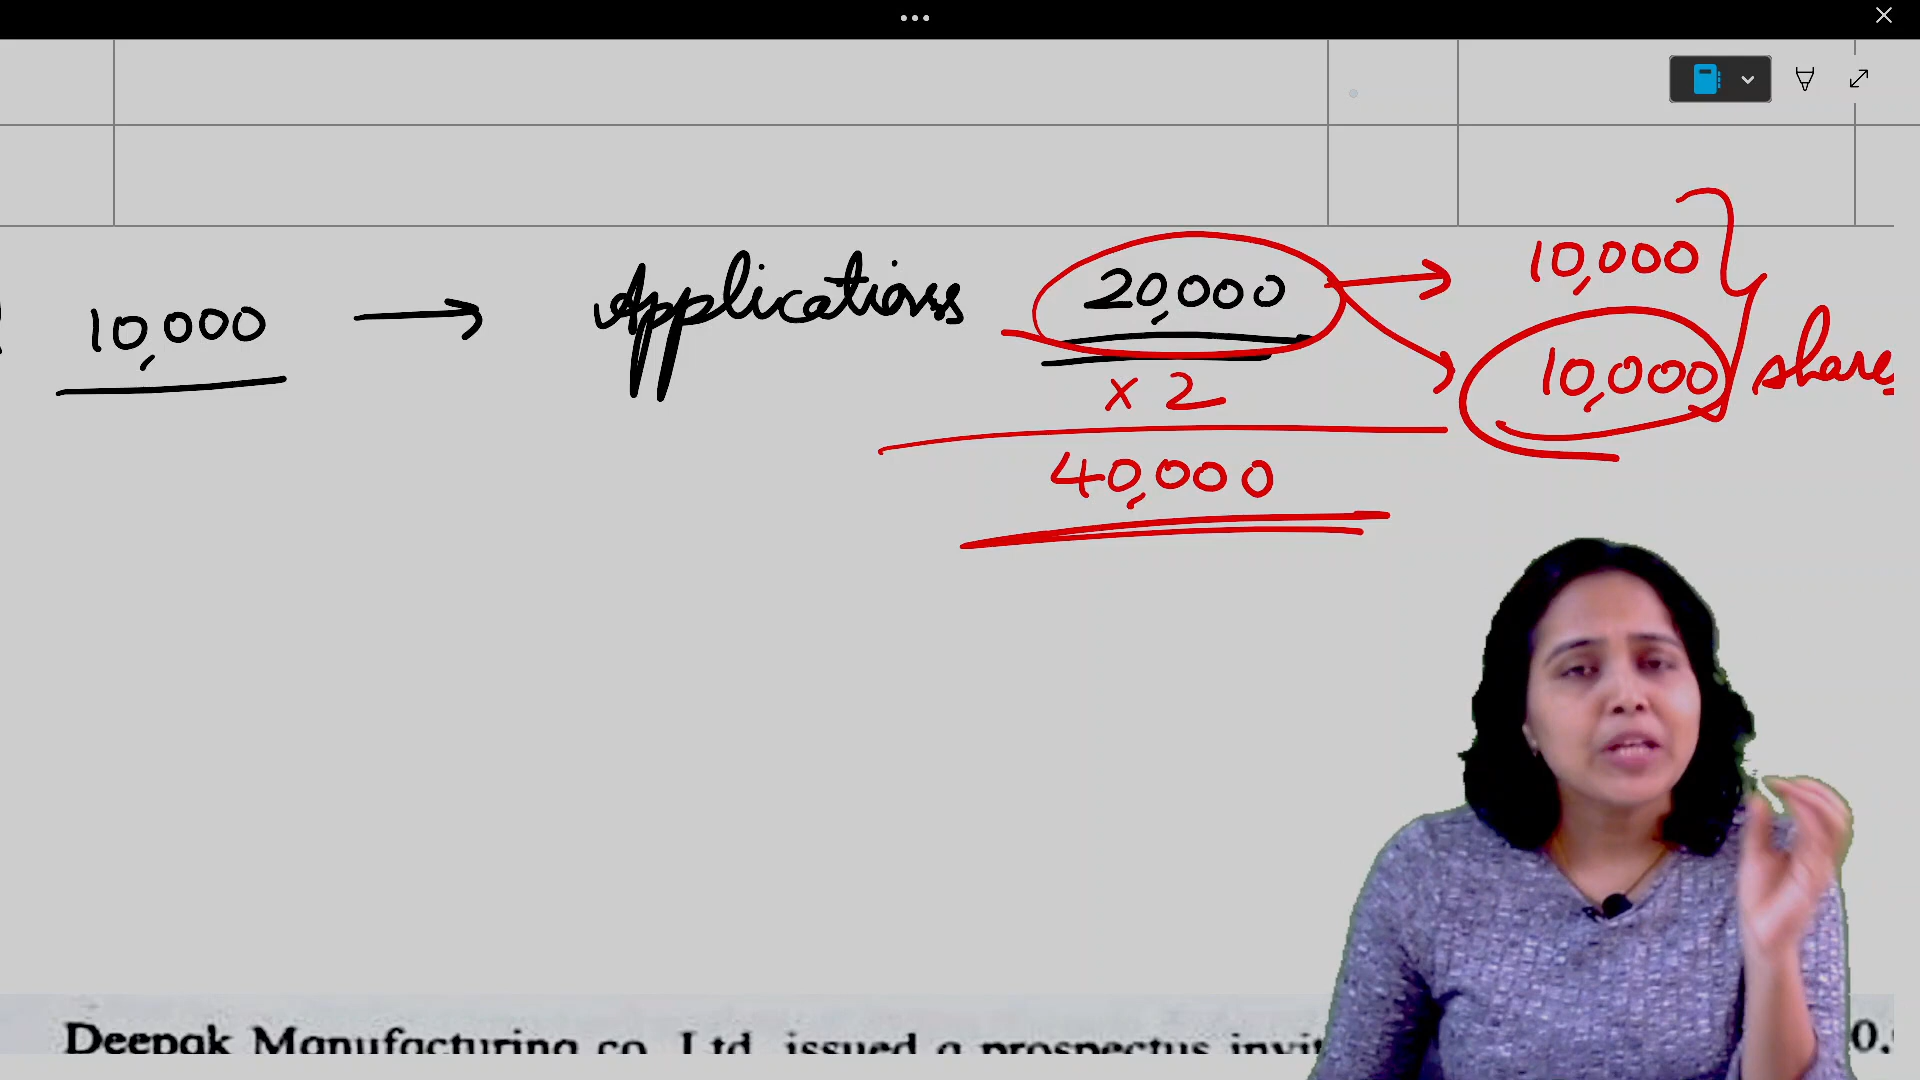 10,000 → Applications 20,000 → 10,000
x 2 10,000 share
40,000
Deepak Manufacturing co. Ltd. issued a prospectus